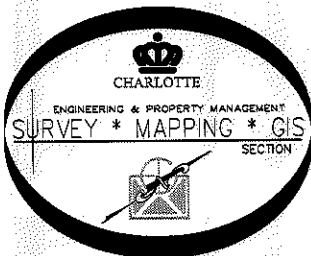 CHARLOTTE
ENGINEERING & PROPERTY MANAGEMENT
SURVEY * MAPPING * GIS
SECTION